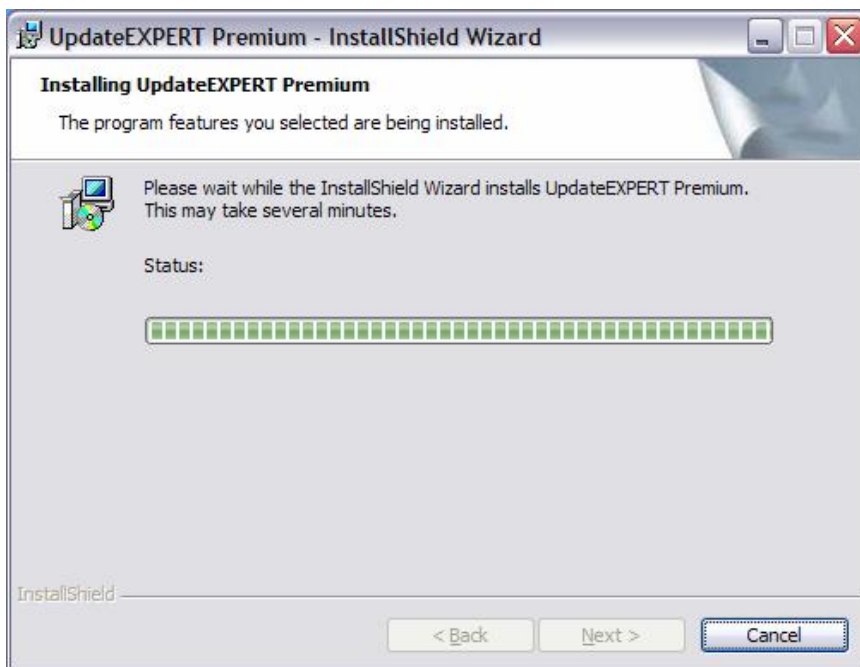 UpdateEXPERT Premium - InstallShield Wizard
Installing UpdateEXPERT Premium
The program features you selected are being installed.
Please wait while the InstallShield Wizard installs UpdateEXPERT Premium.
This may take several minutes.
Status:
InstallShield
< Back Next > Cancel